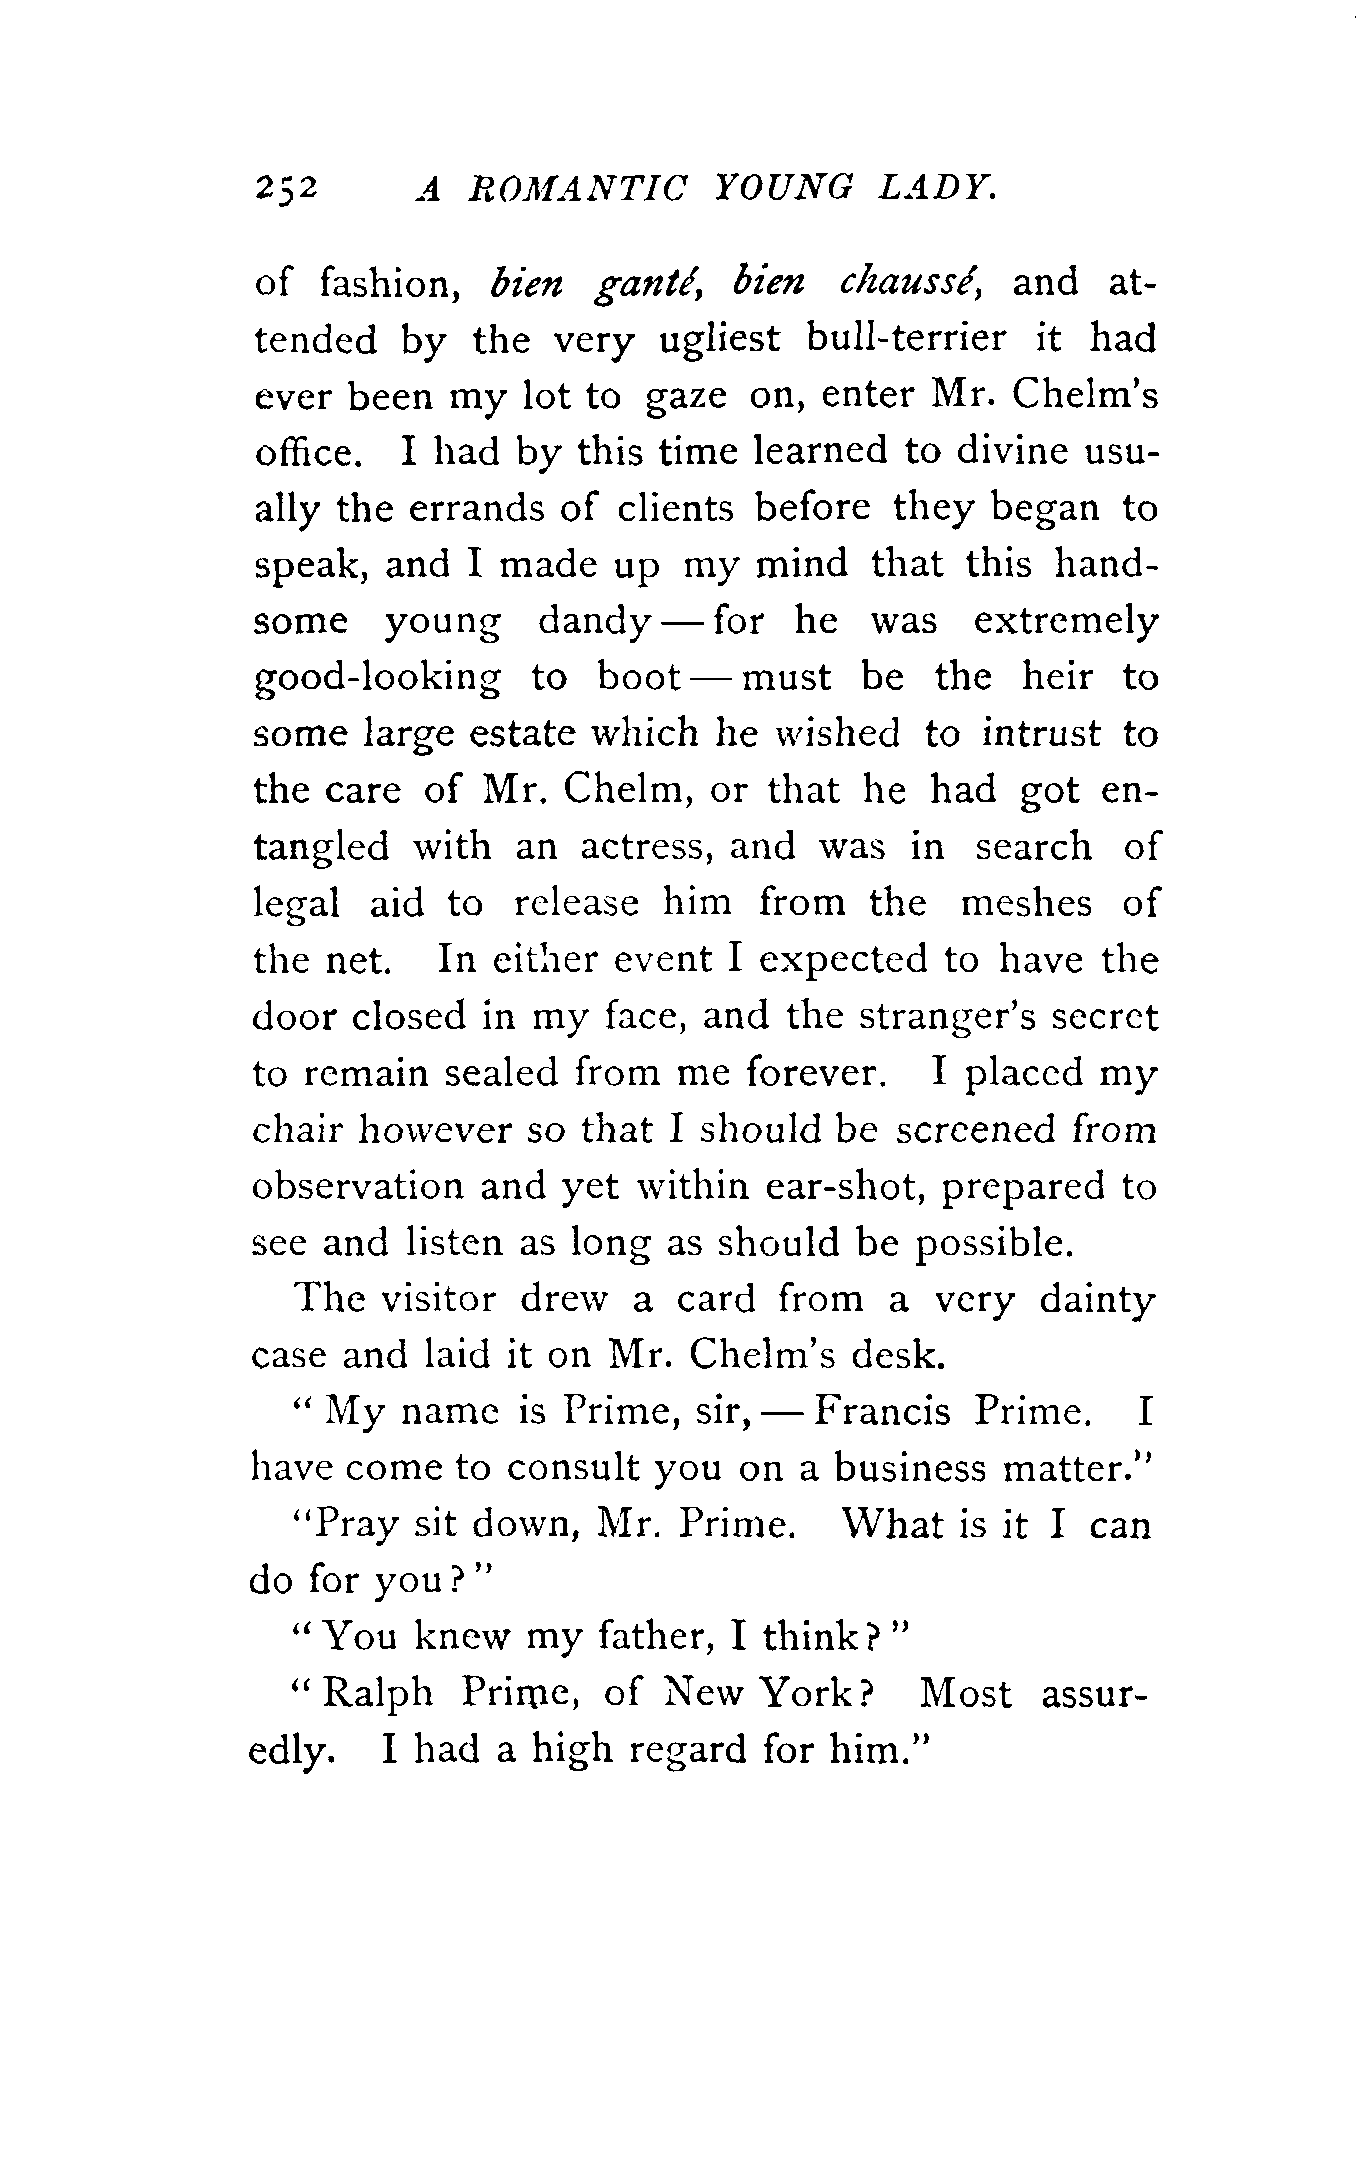 252 A ROMANTIC YOUNG LADY.
of fashion, bien ganté, bien chaussé, and at-
tended by the very ugliest bull-terrier it had
ever been my lot to gaze on, enter Mr. Chelm's
office. I had by this time learned to divine usu-
ally the errands of clients before they began to
speak, and I made up my mind that this hand-
some young dandy — for he was extremely
good-looking to boot — must be the heir to
some large estate which he wished to intrust to
the care of Mr. Chelm, or that he had got en-
tangled with an actress, and was in search of
legal aid to release him from the meshes of
the net. In either event I expected to have the
door closed in my face, and the stranger's secret
to remain sealed from me forever. I placed my
chair however so that I should be screened from
observation and yet within ear-shot, prepared to
see and listen as long as should be possible.
The visitor drew a card from a very dainty
case and laid it on Mr. Chelm's desk.
"My name is Prime, sir, — Francis Prime. I
have come to consult you on a business matter."
"Pray sit down, Mr. Prime. What is it I can
do for you?"
"You knew my father, I think?"
"Ralph Prime, of New York? Most assur-
edly. I had a high regard for him."